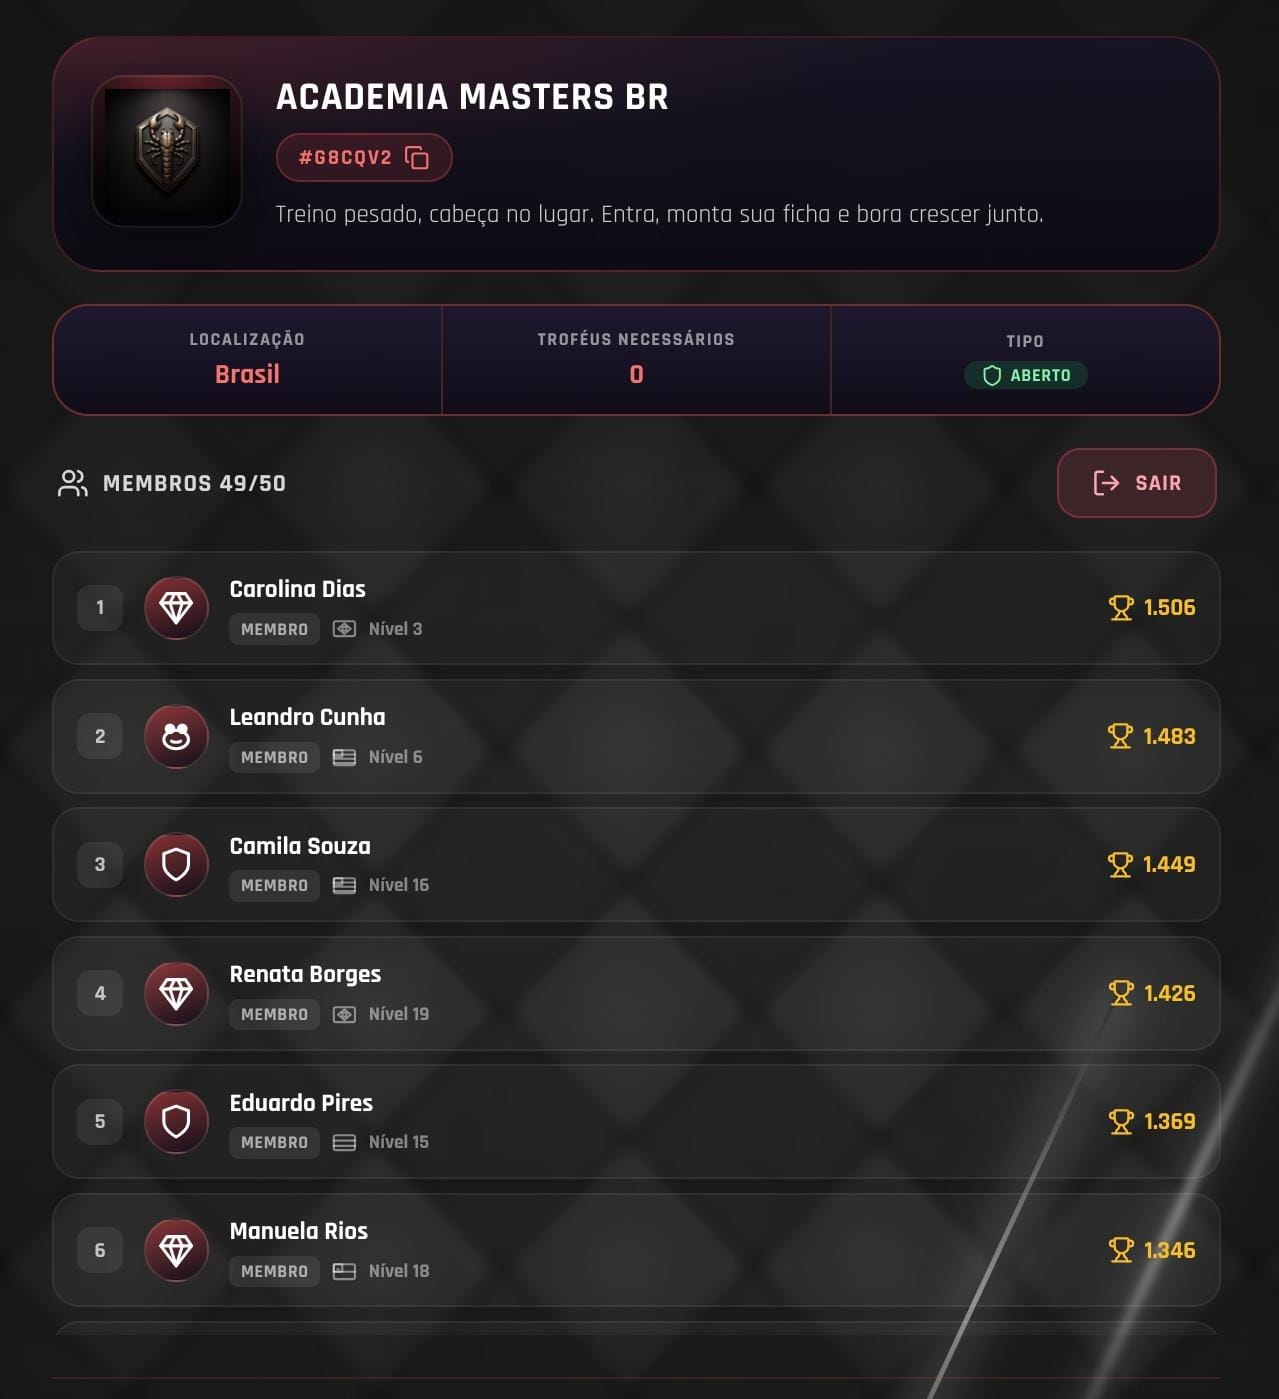 ACADEMIA MASTERS BR
#G8CQV2
Treino pesado, cabeça no lugar. Entra, monta sua ficha e bora crescer junto.
LOCALIZAÇÃO
Brasil
TROFÉUS NECESSÁRIOS
0
TIPO
ABERTO
MEMBROS 49/50
SAIR
1
Carolina Dias
MEMBRO Nível 3
1.506
2
Leandro Cunha
MEMBRO Nível 6
1.483
3
Camila Souza
MEMBRO Nível 16
1.449
4
Renata Borges
MEMBRO Nível 19
1.426
5
Eduardo Pires
MEMBRO Nível 15
1.369
6
Manuela Rios
MEMBRO Nível 18
1.346